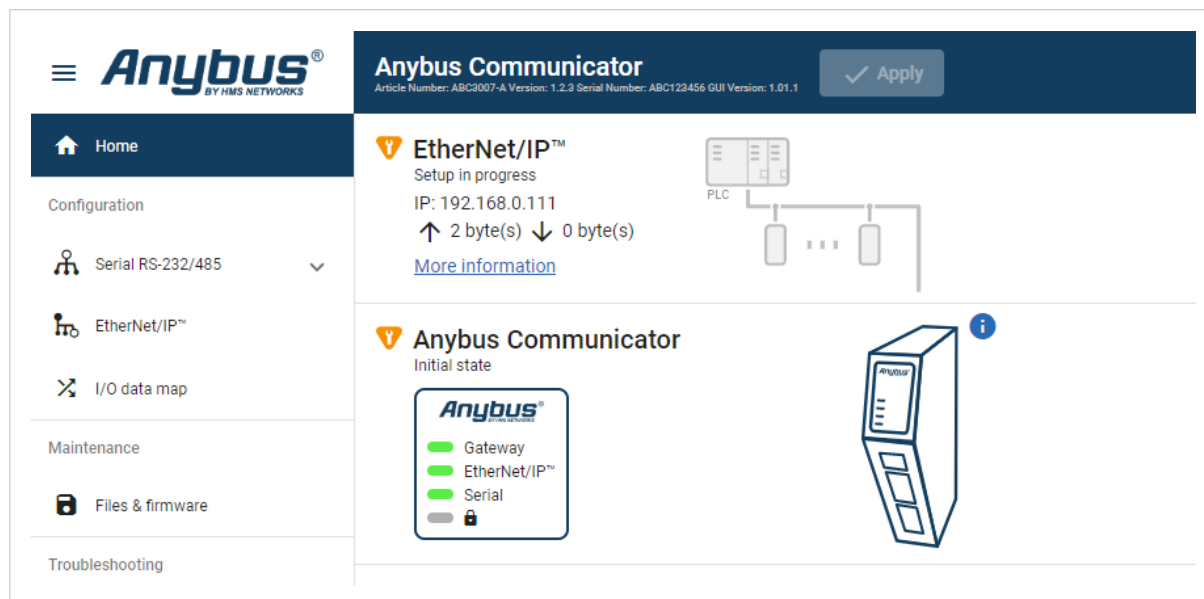 Anybus®
BY HMS NETWORKS
Anybus Communicator
Article Number: ABC3007-A Version: 1.2.3 Serial Number: ABC123456 GUI Version: 1.01.1
Apply
Home
Configuration
Serial RS-232/485
EtherNet/IP™
I/O data map
Maintenance
Files & firmware
Troubleshooting
EtherNet/IP™
Setup in progress
IP: 192.168.0.111
↑ 2 byte(s) ↓ 0 byte(s)
More information
PLC
Anybus Communicator
Initial state
Anybus®
BY HMS NETWORKS
Gateway
EtherNet/IP™
Serial
i
Anybus®